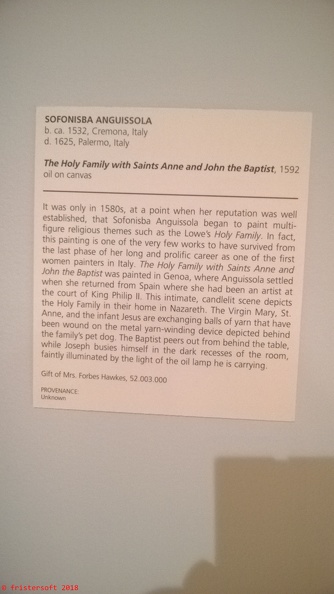 SOFONISBA ANGUISSOLA
b. ca. 1532, Cremona, Italy
d. 1625, Palermo, Italy
The Holy Family with Saints Anne and John the Baptist, 1592
oil on canvas
It was only in 1580s, at a point when her reputation was well
established, that Sofonisba Anguissola began to paint multi-
figure religious themes such as the Lowe's Holy Family. In fact,
this painting is one of the very few works to have survived from
the last phase of her long and prolific career as one of the first
women painters in Italy. The Holy Family with Saints Anne and
John the Baptist was painted in Genoa, where Anguissola settled
when she returned from Spain where she had been an artist at
the court of King Philip II. This intimate, candlelit scene depicts
the Holy Family in their home in Nazareth. The Virgin Mary, St.
Anne, and the infant Jesus are exchanging balls of yarn that have
been wound on the metal yarn-winding device depicted behind
the family's pet dog. The Baptist peers out from behind the table,
while Joseph busies himself in the dark recesses of the room,
faintly illuminated by the light of the oil lamp he is carrying.
Gift of Mrs. Forbes Hawkes, 52.003.000
PROVENANCE:
Unknown
© fristersoft 2018